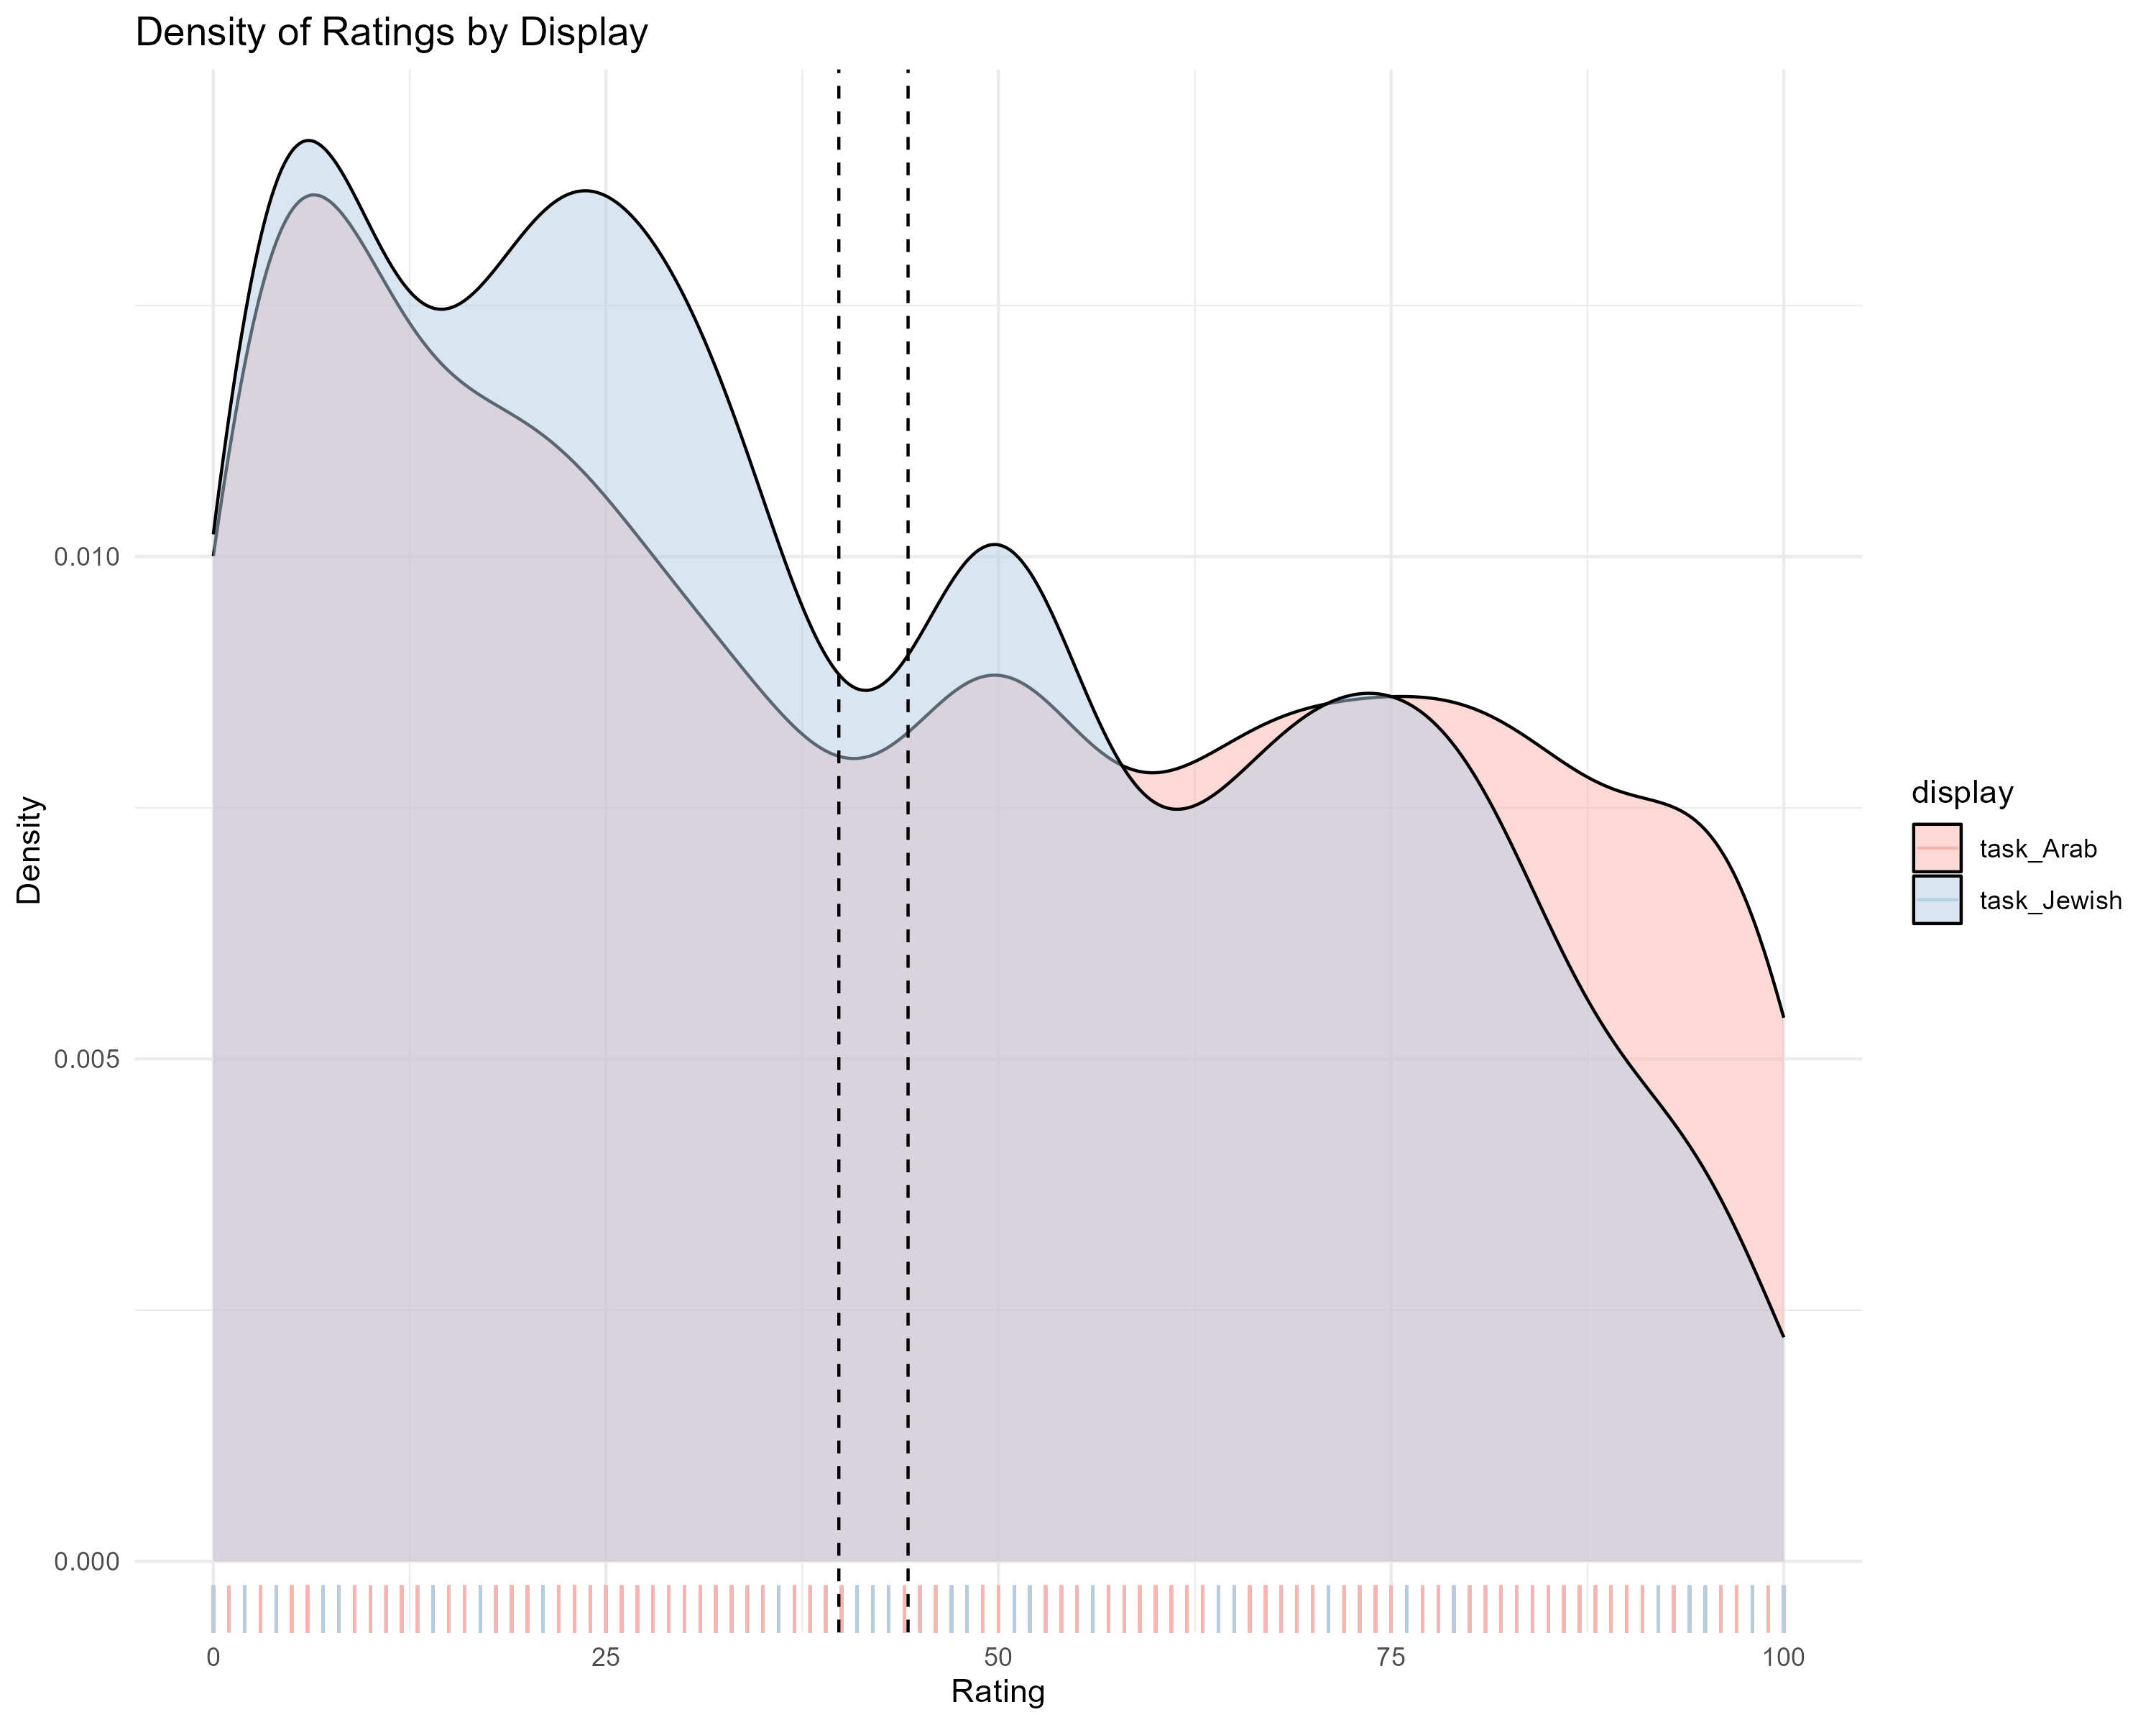 Density of Ratings by Display
Density
0.010
0.005
0.000
0
25
50
75
100
Rating
display
task_Arab
task_Jewish